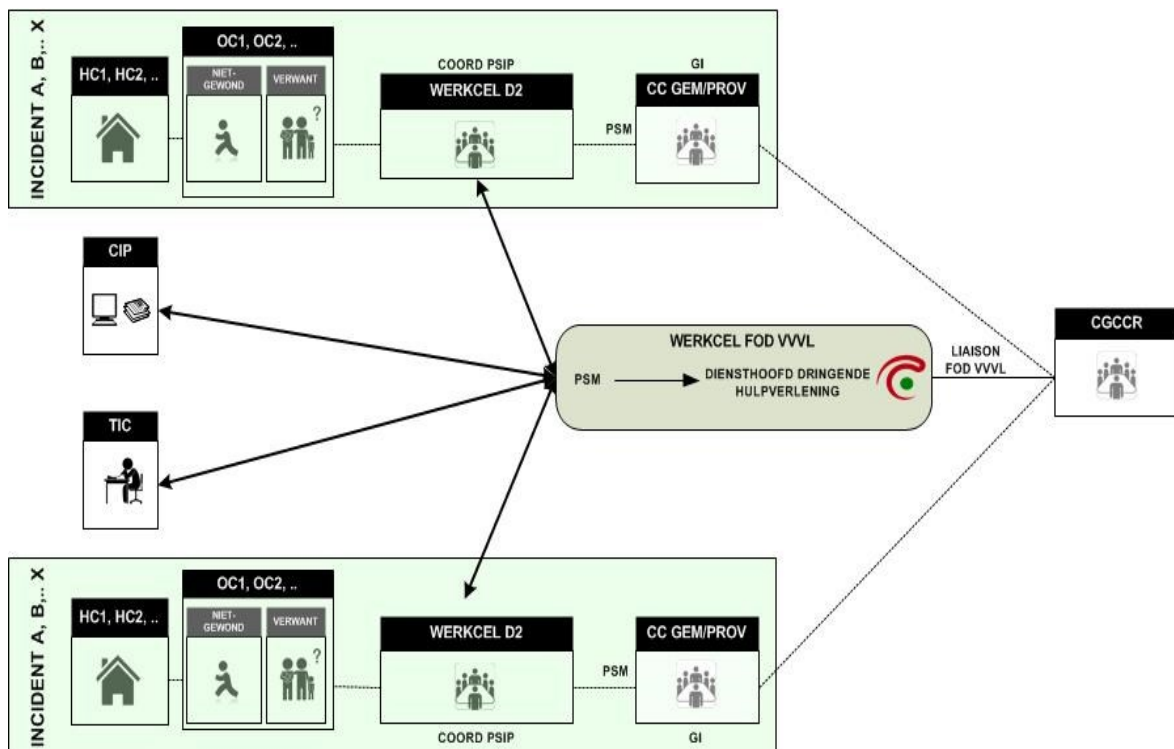 INCIDENT A, B,.. X
HC1, HC2, ..
OC1, OC2, ..
NIET-
GEWOND
VERWANT
?
COORD PSIP
WERKCEL D2
PSM
GI
CC GEM/PROV
CIP
TIC
WERKCEL FOD VVVL
PSM
DIENSTHOOFD DRINGENDE
HULPVERLENING
LIAISON
FOD VVVL
CGCCR
INCIDENT A, B,.. X
HC1, HC2, ..
OC1, OC2, ..
NIET-
GEWOND
VERWANT
?
WERKCEL D2
COORD PSIP
PSM
CC GEM/PROV
GI